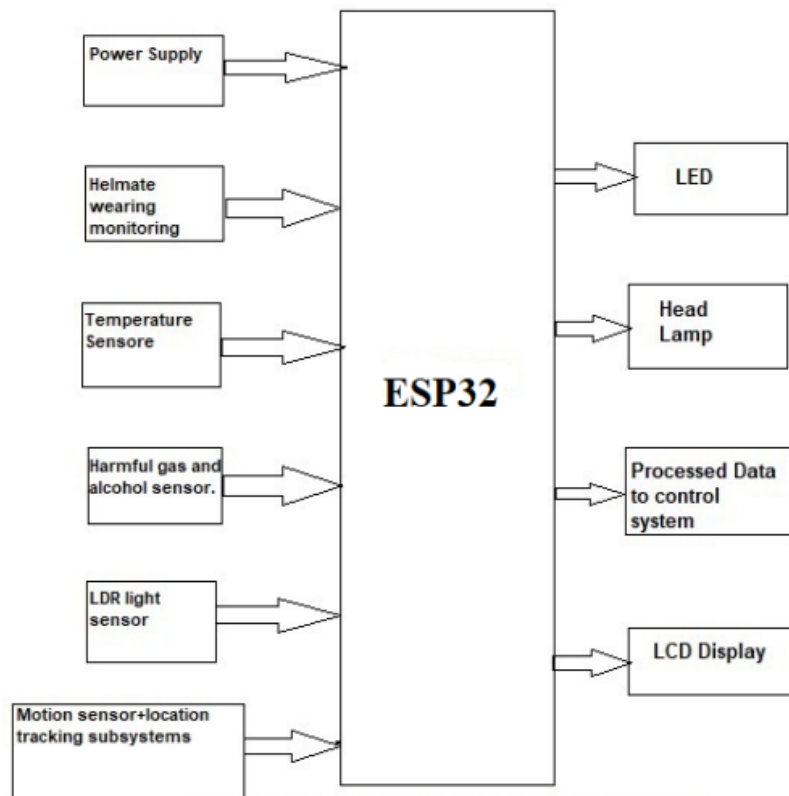 Power Supply
Helmate
wearing
monitoring
Temperature
Sensore
Harmful gas and
alcohol sensor.
LDR light
sensor
Motion sensor+location
tracking subsystems
ESP32
LED
Head
Lamp
Processed Data
to control
system
LCD Display